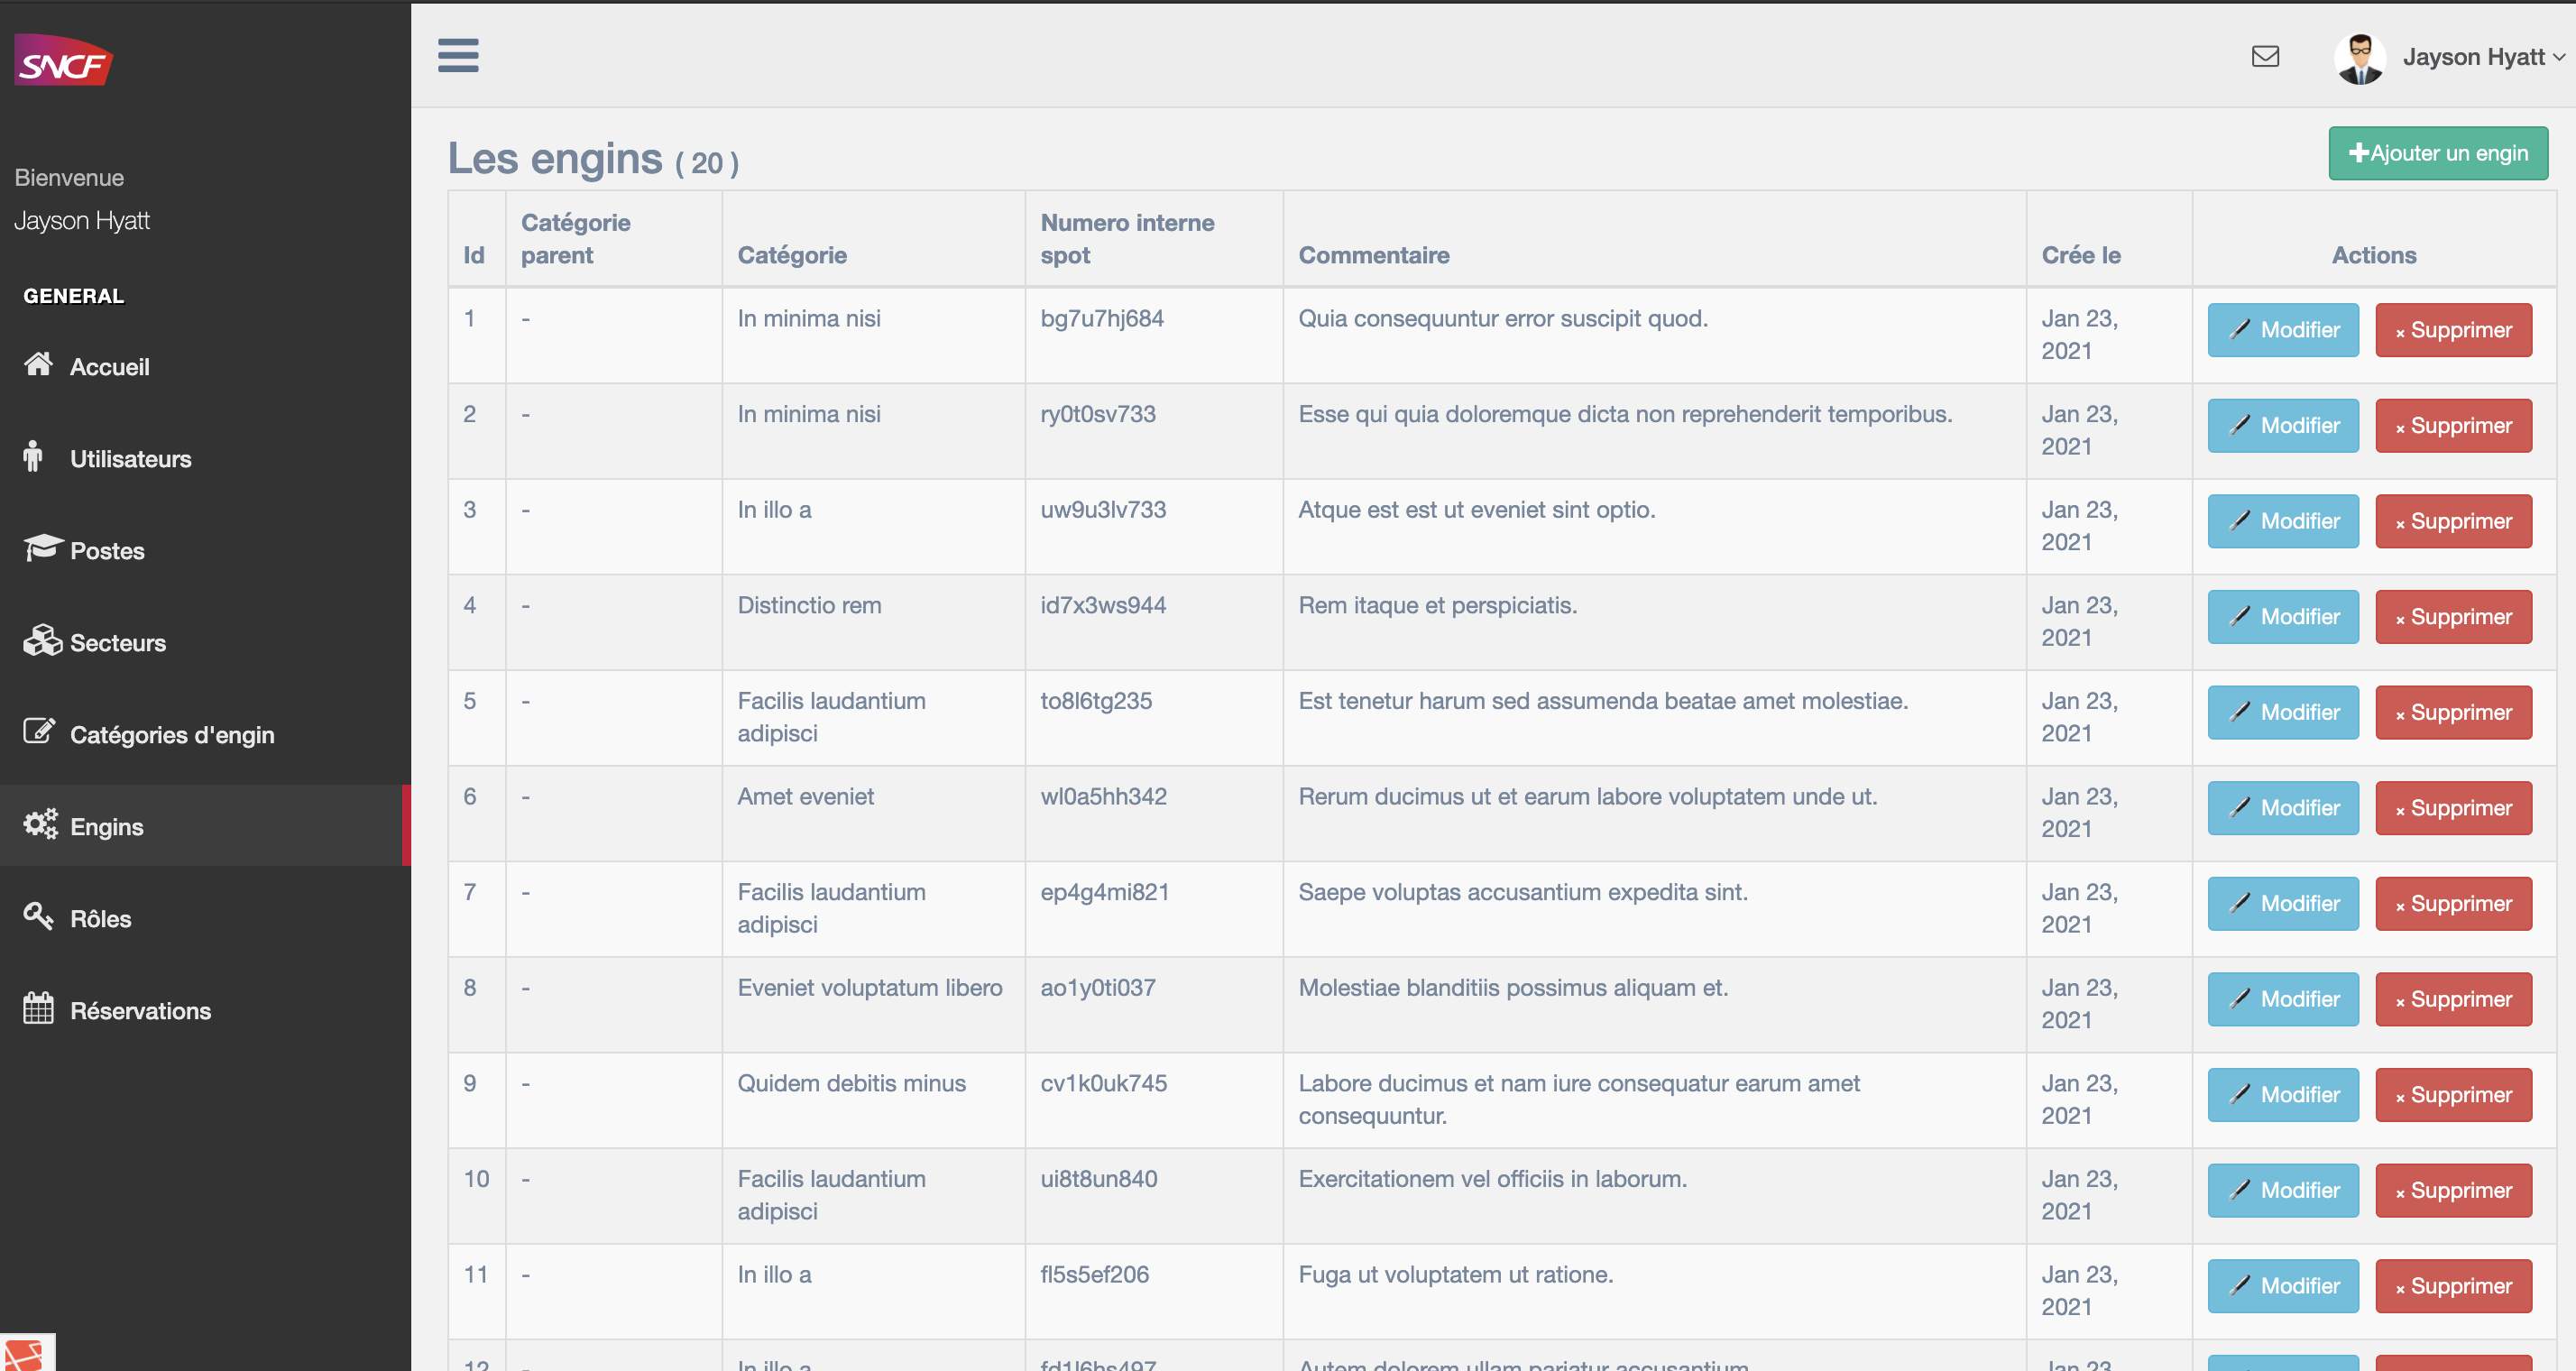 SNCF
Jayson Hyatt
Bienvenue
Jayson Hyatt
GENERAL
Accueil
Utilisateurs
Postes
Secteurs
Catégories d'engin
Engins
Rôles
Réservations
Les engins ( 20 )
Ajouter un engin
Id Catégorie parent Catégorie Numero interne spot Commentaire Crée le Actions
1 - In minima nisi bg7u7hj684 Quia consequuntur error suscipit quod. Jan 23, 2021 Modifier × Supprimer
2 - In minima nisi ry0t0sv733 Esse qui quia doloremque dicta non reprehenderit temporibus. Jan 23, 2021 Modifier × Supprimer
3 - In illo a uw9u3lv733 Atque est est ut eveniet sint optio. Jan 23, 2021 Modifier × Supprimer
4 - Distinctio rem id7x3ws944 Rem itaque et perspiciatis. Jan 23, 2021 Modifier × Supprimer
5 - Facilis laudantium adipisci to8l6tg235 Est tenetur harum sed assumenda beatae amet molestiae. Jan 23, 2021 Modifier × Supprimer
6 - Amet eveniet wl0a5hh342 Rerum ducimus ut et earum labore voluptatem unde ut. Jan 23, 2021 Modifier × Supprimer
7 - Facilis laudantium adipisci ep4g4mi821 Saepe voluptas accusantium expedita sint. Jan 23, 2021 Modifier × Supprimer
8 - Eveniet voluptatum libero ao1y0ti037 Molestiae blanditiis possimus aliquam et. Jan 23, 2021 Modifier × Supprimer
9 - Quidem debitis minus cv1k0uk745 Labore ducimus et nam iure consequatur earum amet consequuntur. Jan 23, 2021 Modifier × Supprimer
10 - Facilis laudantium adipisci ui8t8un840 Exercitationem vel officiis in laborum. Jan 23, 2021 Modifier × Supprimer
11 - In illo a fl5s5ef206 Fuga ut voluptatem ut ratione. Jan 23, 2021 Modifier × Supprimer
12 - In illo a fd1l6hs497 Autem dolorem ullam pariatur accusantium Jan 23,